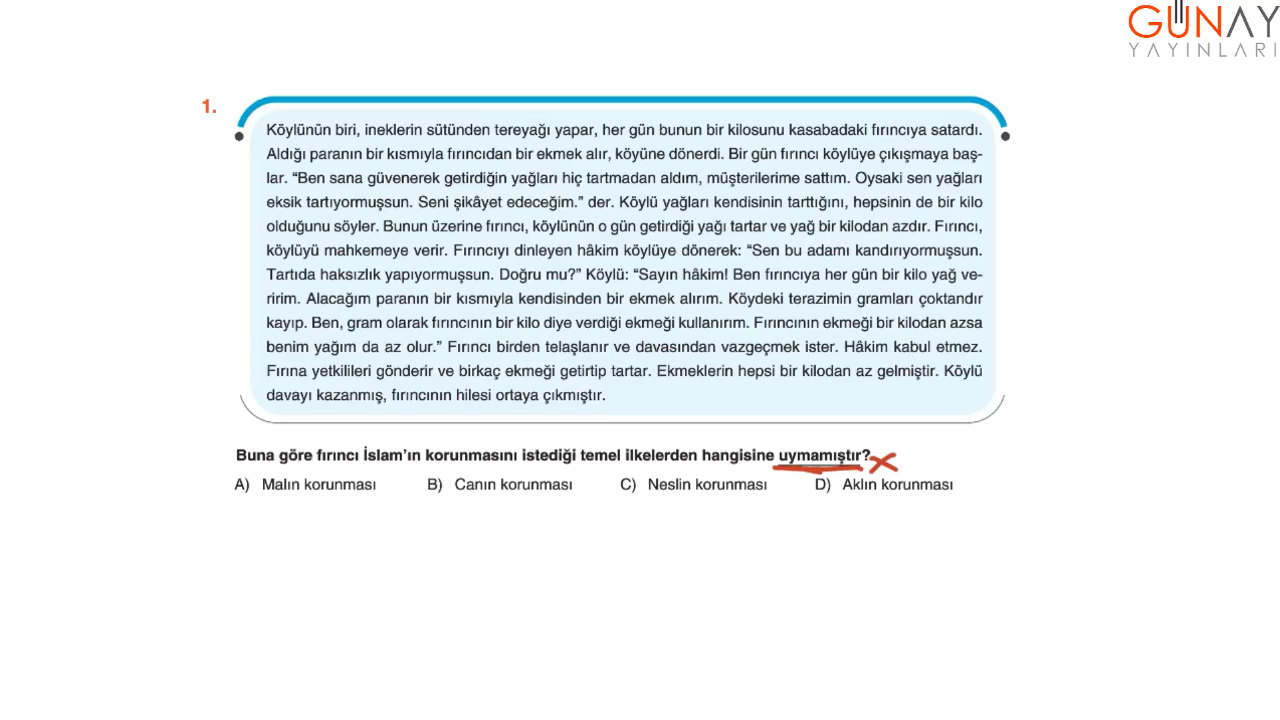 GÜNAY
YAYINLARI
1.
Köylünün biri, ineklerin sütünden tereyağı yapar, her gün bunun bir kilosunu kasabadaki fırıncıya satardı.
Aldığı paranın bir kısmıyla fırıncıdan bir ekmek alır, köyüne dönerdi. Bir gün fırıncı köylüye çıkışmaya baş-
lar. “Ben sana güvenerek getirdiğin yağları hiç tartmadan aldım, müşterilerime sattım. Oysaki sen yağları
eksik tartıyormuşsun. Seni şikâyet edeceğim.” der. Köylü yağları kendisinin tarttığını, hepsinin de bir kilo
olduğunu söyler. Bunun üzerine fırıncı, köylünün o gün getirdiği yağı tartar ve yağ bir kilodan azdır. Fırıncı,
köylüyü mahkemeye verir. Fırıncıyı dinleyen hâkim köylüye dönerek: “Sen bu adamı kandırıyormuşsun.
Tartıda haksızlık yapıyormuşsun. Doğru mu?” Köylü: “Sayın hâkim! Ben fırıncıya her gün bir kilo yağ ve-
ririm. Alacağım paranın bir kısmıyla kendisinden bir ekmek alırım. Köydeki terazimin gramları çoktandır
kayıp. Ben, gram olarak fırıncının bir kilo diye verdiği ekmeği kullanırım. Fırıncının ekmeği bir kilodan azsa
benim yağım da az olur.” Fırıncı birden telaşlanır ve davasından vazgeçmek ister. Hâkim kabul etmez.
Fırına yetkilileri gönderir ve birkaç ekmeği getirtip tartar. Ekmeklerin hepsi bir kilodan az gelmiştir. Köylü
davayı kazanmış, fırıncının hilesi ortaya çıkmıştır.
Buna göre fırıncı İslam’ın korunmasını istediği temel ilkelerden hangisine uymamıştır?
A) Malın korunması B) Canın korunması C) Neslin korunması D) Aklın korunması